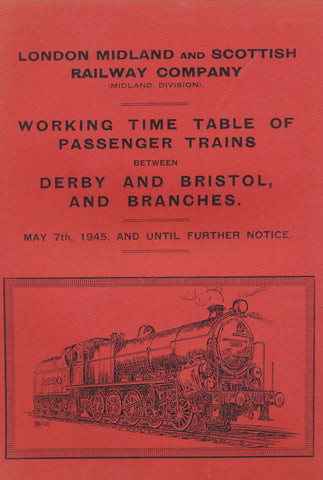 LONDON MIDLAND AND SCOTTISH
RAILWAY COMPANY
(MIDLAND DIVISION).
WORKING TIME TABLE OF
PASSENGER TRAINS
BETWEEN
DERBY AND BRISTOL,
AND BRANCHES.
MAY 7th, 1945, AND UNTIL FURTHER NOTICE.
2290